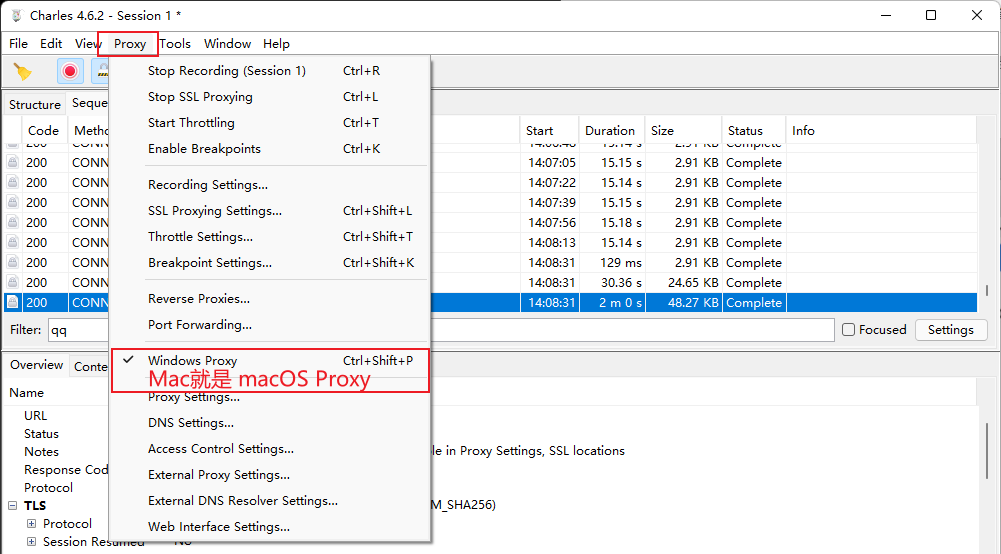 Charles 4.6.2 - Session 1 *
File Edit View Proxy Tools Window Help
Stop Recording (Session 1) Ctrl+R
Stop SSL Proxying Ctrl+L
Start Throttling Ctrl+T
Enable Breakpoints Ctrl+K
Recording Settings...
SSL Proxying Settings... Ctrl+Shift+L
Throttle Settings... Ctrl+Shift+T
Breakpoint Settings... Ctrl+Shift+K
Reverse Proxies...
Port Forwarding...
Windows Proxy Ctrl+Shift+P
Mac就是 macOS Proxy
Proxy Settings...
DNS Settings...
Access Control Settings...
External Proxy Settings...
External DNS Resolver Settings...
Web Interface Settings...
Structure Seque
Code Metho Start Duration Size Status Info
200 CONN 14:06:48 15.14 s 2.91 KB Complete
200 CONN 14:07:05 15.15 s 2.91 KB Complete
200 CONN 14:07:22 15.14 s 2.91 KB Complete
200 CONN 14:07:39 15.15 s 2.91 KB Complete
200 CONN 14:07:56 15.18 s 2.91 KB Complete
200 CONN 14:08:13 15.14 s 2.91 KB Complete
200 CONN 14:08:31 129 ms 2.91 KB Complete
200 CONN 14:08:31 30.36 s 24.65 KB Complete
200 CONN 14:08:31 2 m 0 s 48.27 KB Complete
Filter: qq Focused Settings
Overview Conte
Name
URL
Status
Notes le in Proxy Settings, SSL locations
Response Cod
Protocol
TLS M_SHA256)
Protocol
Session Resumed No